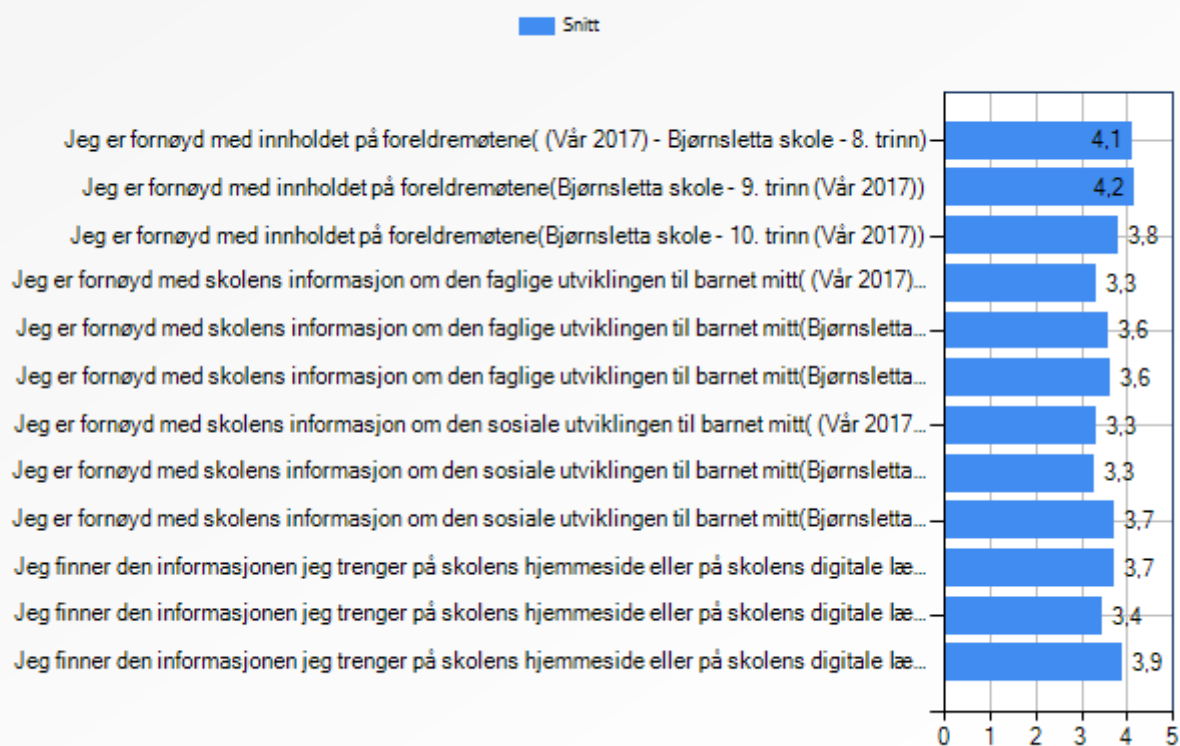 Snitt
Jeg er fornøyd med innholdet på foreldremøtene( (Vår 2017) - Bjørnsletta skole - 8. trinn) 4,1
Jeg er fornøyd med innholdet på foreldremøtene(Bjørnsletta skole - 9. trinn (Vår 2017)) 4,2
Jeg er fornøyd med innholdet på foreldremøtene(Bjørnsletta skole - 10. trinn (Vår 2017)) 3,8
Jeg er fornøyd med skolens informasjon om den faglige utviklingen til barnet mitt( (Vår 2017)... 3,3
Jeg er fornøyd med skolens informasjon om den faglige utviklingen til barnet mitt(Bjørnsletta... 3,6
Jeg er fornøyd med skolens informasjon om den faglige utviklingen til barnet mitt(Bjørnsletta... 3,6
Jeg er fornøyd med skolens informasjon om den sosiale utviklingen til barnet mitt( (Vår 2017... 3,3
Jeg er fornøyd med skolens informasjon om den sosiale utviklingen til barnet mitt(Bjørnsletta... 3,3
Jeg er fornøyd med skolens informasjon om den sosiale utviklingen til barnet mitt(Bjørnsletta... 3,7
Jeg finner den informasjonen jeg trenger på skolens hjemmeside eller på skolens digitale læ... 3,7
Jeg finner den informasjonen jeg trenger på skolens hjemmeside eller på skolens digitale læ... 3,4
Jeg finner den informasjonen jeg trenger på skolens hjemmeside eller på skolens digitale læ... 3,9
0 1 2 3 4 5